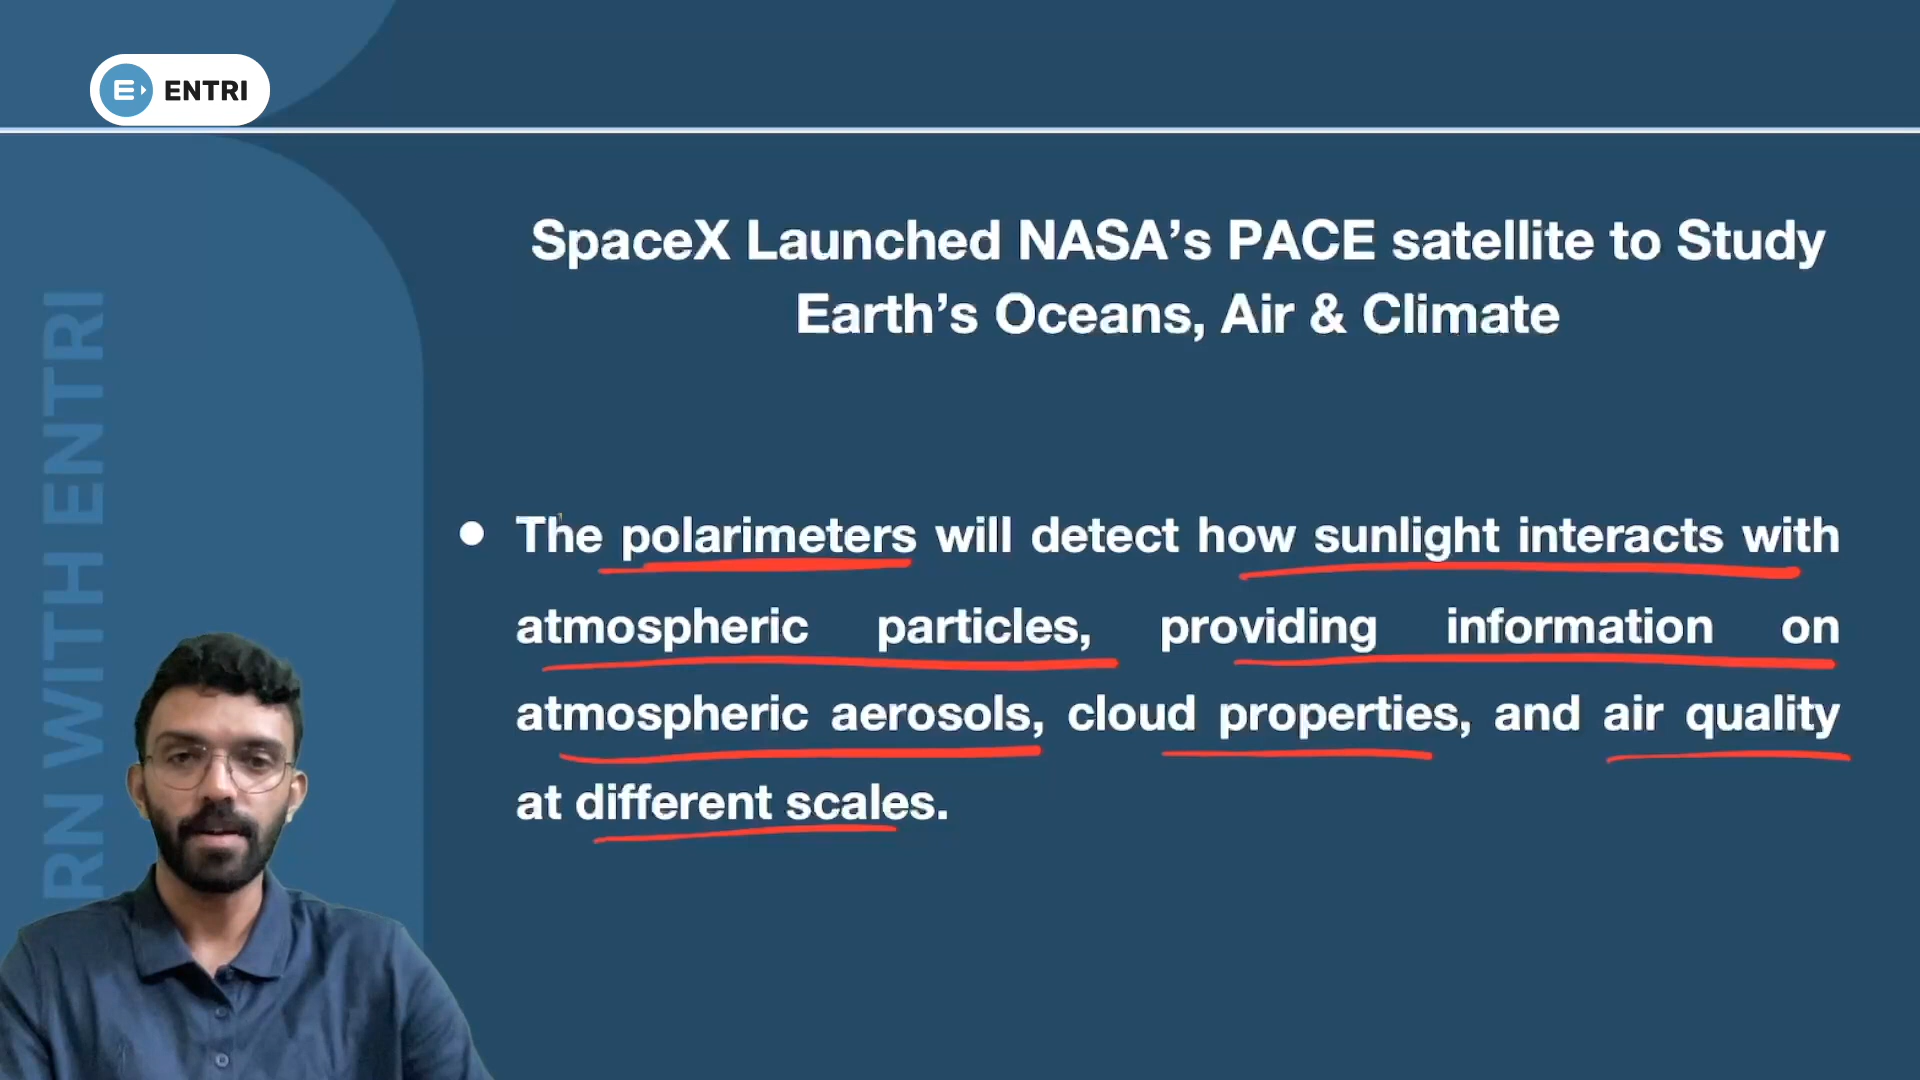 ENTRI
SpaceX Launched NASA’s PACE satellite to Study
Earth’s Oceans, Air & Climate
• The polarimeters will detect how sunlight interacts with
atmospheric particles, providing information on
atmospheric aerosols, cloud properties, and air quality
at different scales.
RN WITH ENTRI